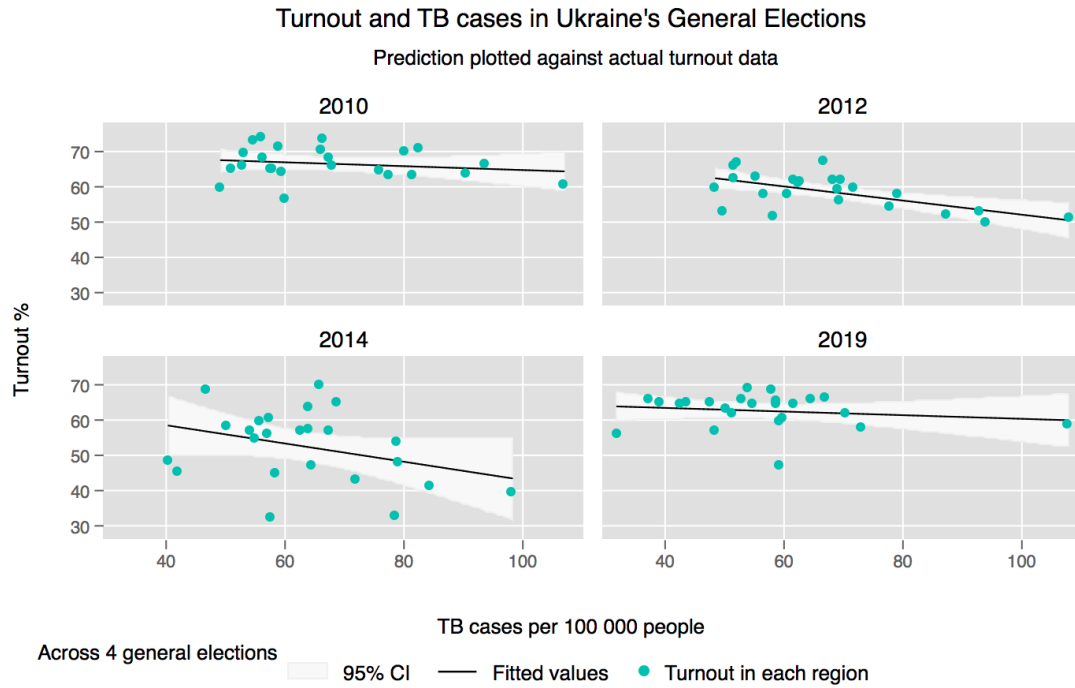 Turnout and TB cases in Ukraine's General Elections
Prediction plotted against actual turnout data
2010
2012
70
60
50
40
30
2014
2019
70
60
50
40
30
Turnout %
40
60
80
100
40
60
80
100
TB cases per 100 000 people
Across 4 general elections
95% CI
Fitted values
Turnout in each region